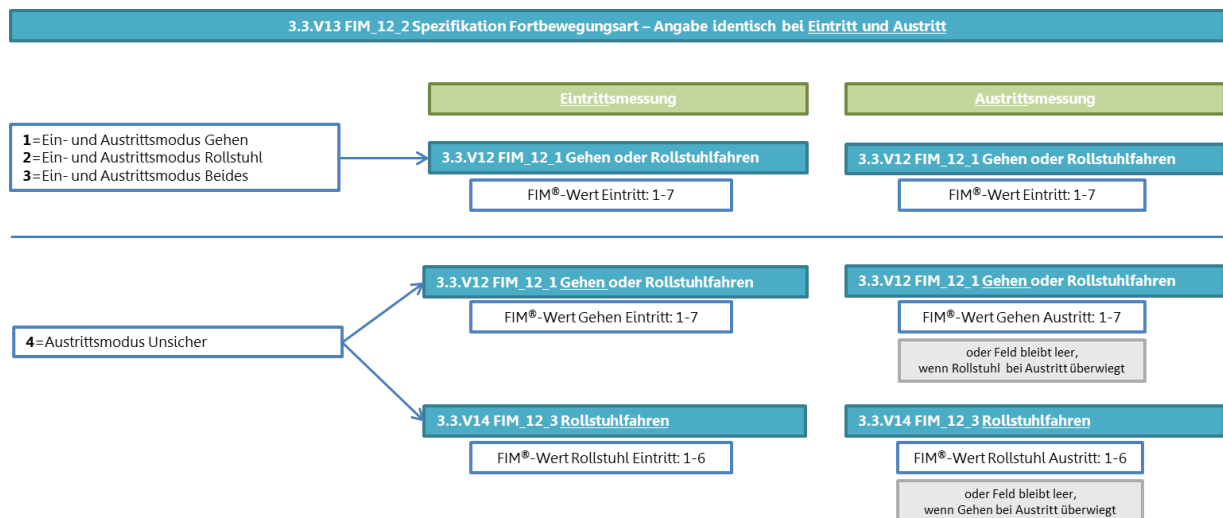 3.3.V13 FIM_12_2 Spezifikation Fortbewegungsart – Angabe identisch bei Eintritt und Austritt
Eintrittsmessung
Austrittsmessung
1=Ein- und Austrittsmodus Gehen
2=Ein- und Austrittsmodus Rollstuhl
3=Ein- und Austrittsmodus Beides
3.3.V12 FIM_12_1 Gehen oder Rollstuhlfahren
FIM®-Wert Eintritt: 1-7
3.3.V12 FIM_12_1 Gehen oder Rollstuhlfahren
FIM®-Wert Eintritt: 1-7
4=Austrittsmodus Unsicher
3.3.V12 FIM_12_1 Gehen oder Rollstuhlfahren
FIM®-Wert Gehen Eintritt: 1-7
3.3.V12 FIM_12_1 Gehen oder Rollstuhlfahren
FIM®-Wert Gehen Austritt: 1-7
oder Feld bleibt leer,
wenn Rollstuhl bei Austritt überwiegt
3.3.V14 FIM_12_3 Rollstuhlfahren
FIM®-Wert Rollstuhl Eintritt: 1-6
3.3.V14 FIM_12_3 Rollstuhlfahren
FIM®-Wert Rollstuhl Austritt: 1-6
oder Feld bleibt leer,
wenn Gehen bei Austritt überwiegt